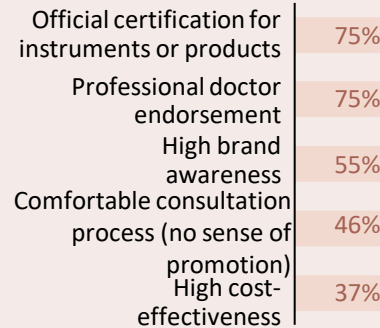 Official certification for
instruments or products
75%
Professional doctor
endorsement
75%
High brand
awareness
55%
Comfortable consultation
process (no sense of
promotion)
46%
High cost-
effectiveness
37%